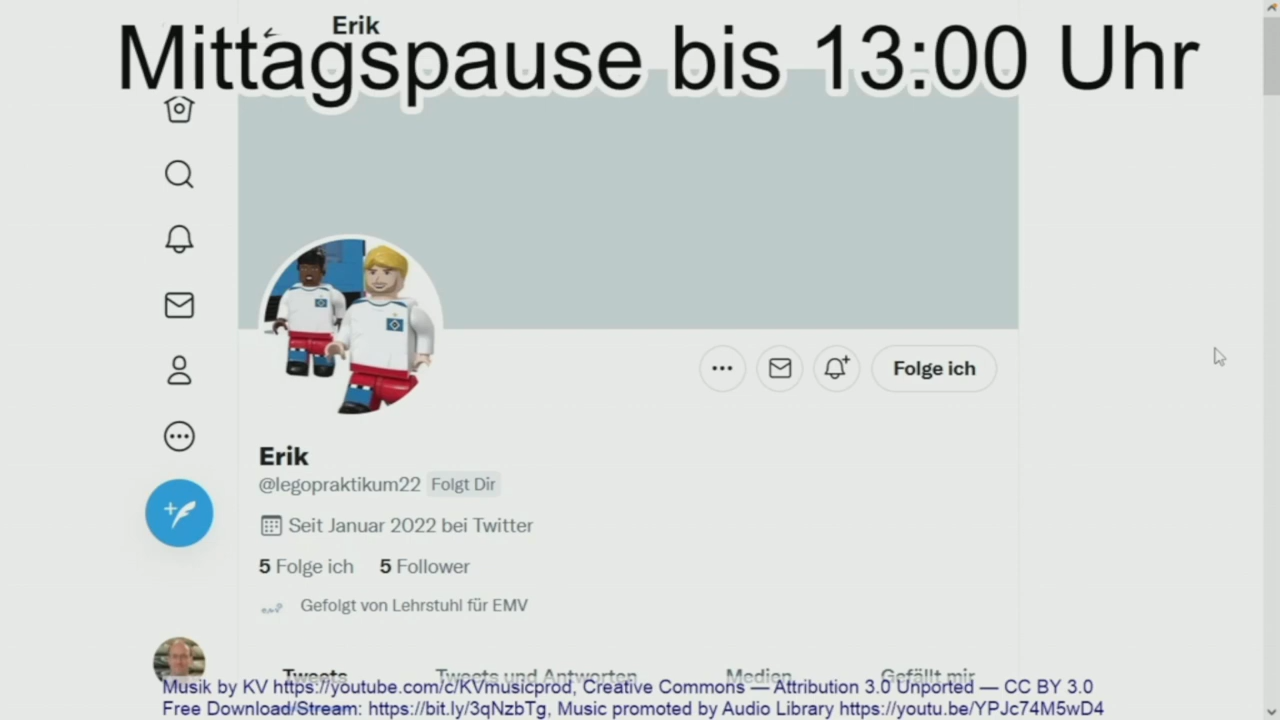 Erik
Mittagspause bis 13:00 Uhr
Folge ich
Erik
@legopraktikum22 Folgt Dir
Seit Januar 2022 bei Twitter
5 Folge ich 5 Follower
Gefolgt von Lehrstuhl für EMV
Tweets Tweets und Antworten Medien Gefällt mir
Musik by KV https://youtube.com/c/KVmusicprod, Creative Commons — Attribution 3.0 Unported — CC BY 3.0
Free Download/Stream: https://bit.ly/3qNzbTg, Music promoted by Audio Library https://youtu.be/YPJc74M5wD4